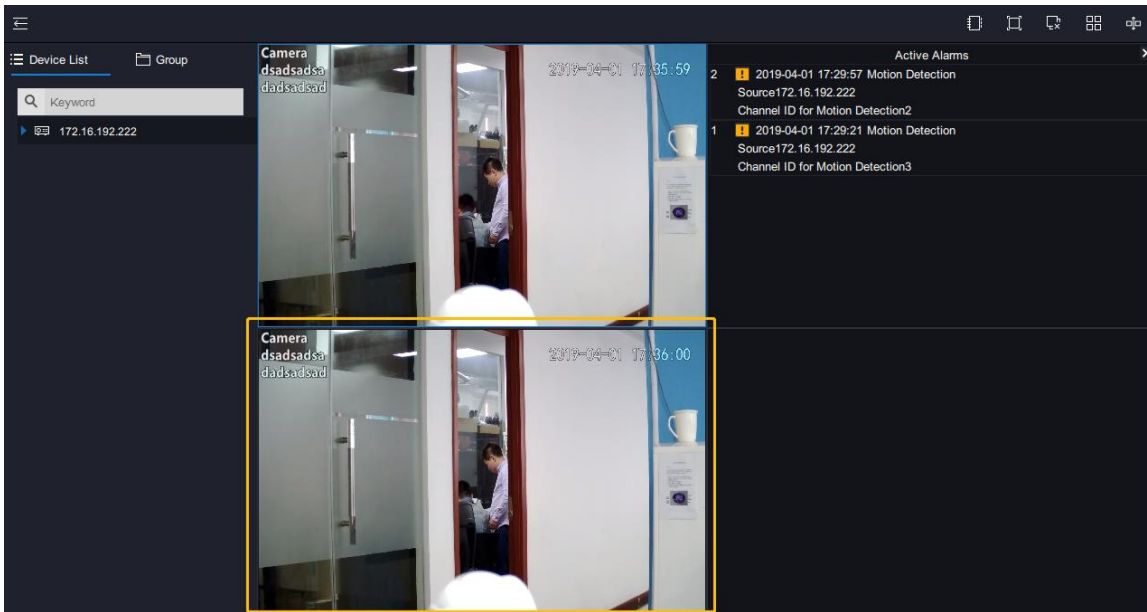 Device List
Group
Keyword
172.16.192.222
Camera
dsadsadsa
dadsadsad
2019-04-01 17:35:59
Camera
dsadsadsa
dadsadsad
2019-04-01 17:36:00
Active Alarms
2 2019-04-01 17:29:57 Motion Detection
Source172.16.192.222
Channel ID for Motion Detection2
1 2019-04-01 17:29:21 Motion Detection
Source172.16.192.222
Channel ID for Motion Detection3